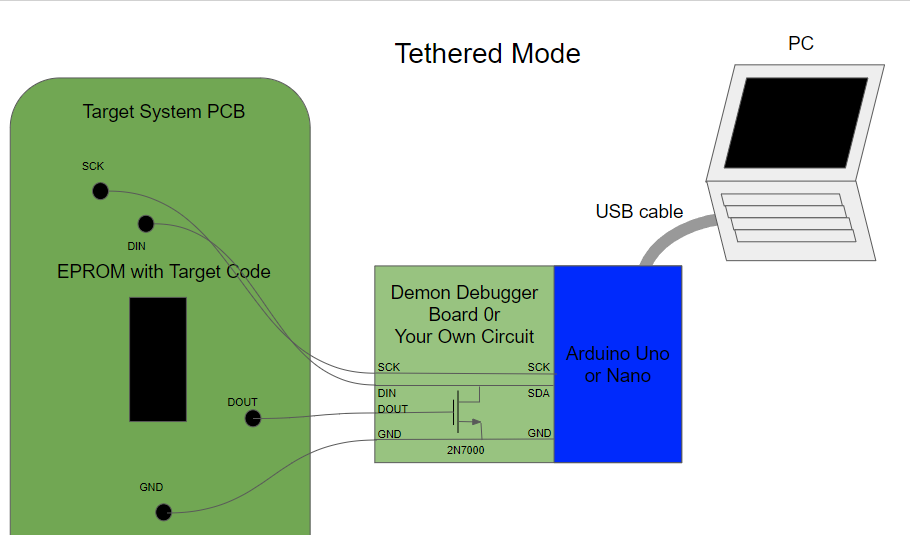 Tethered Mode
PC
Target System PCB
SCK
DIN
EPROM with Target Code
DOUT
GND
USB cable
Demon Debugger
Board 0r
Your Own Circuit
SCK
SCK
DIN
SDA
DOUT
GND
GND
2N7000
Arduino Uno
or Nano